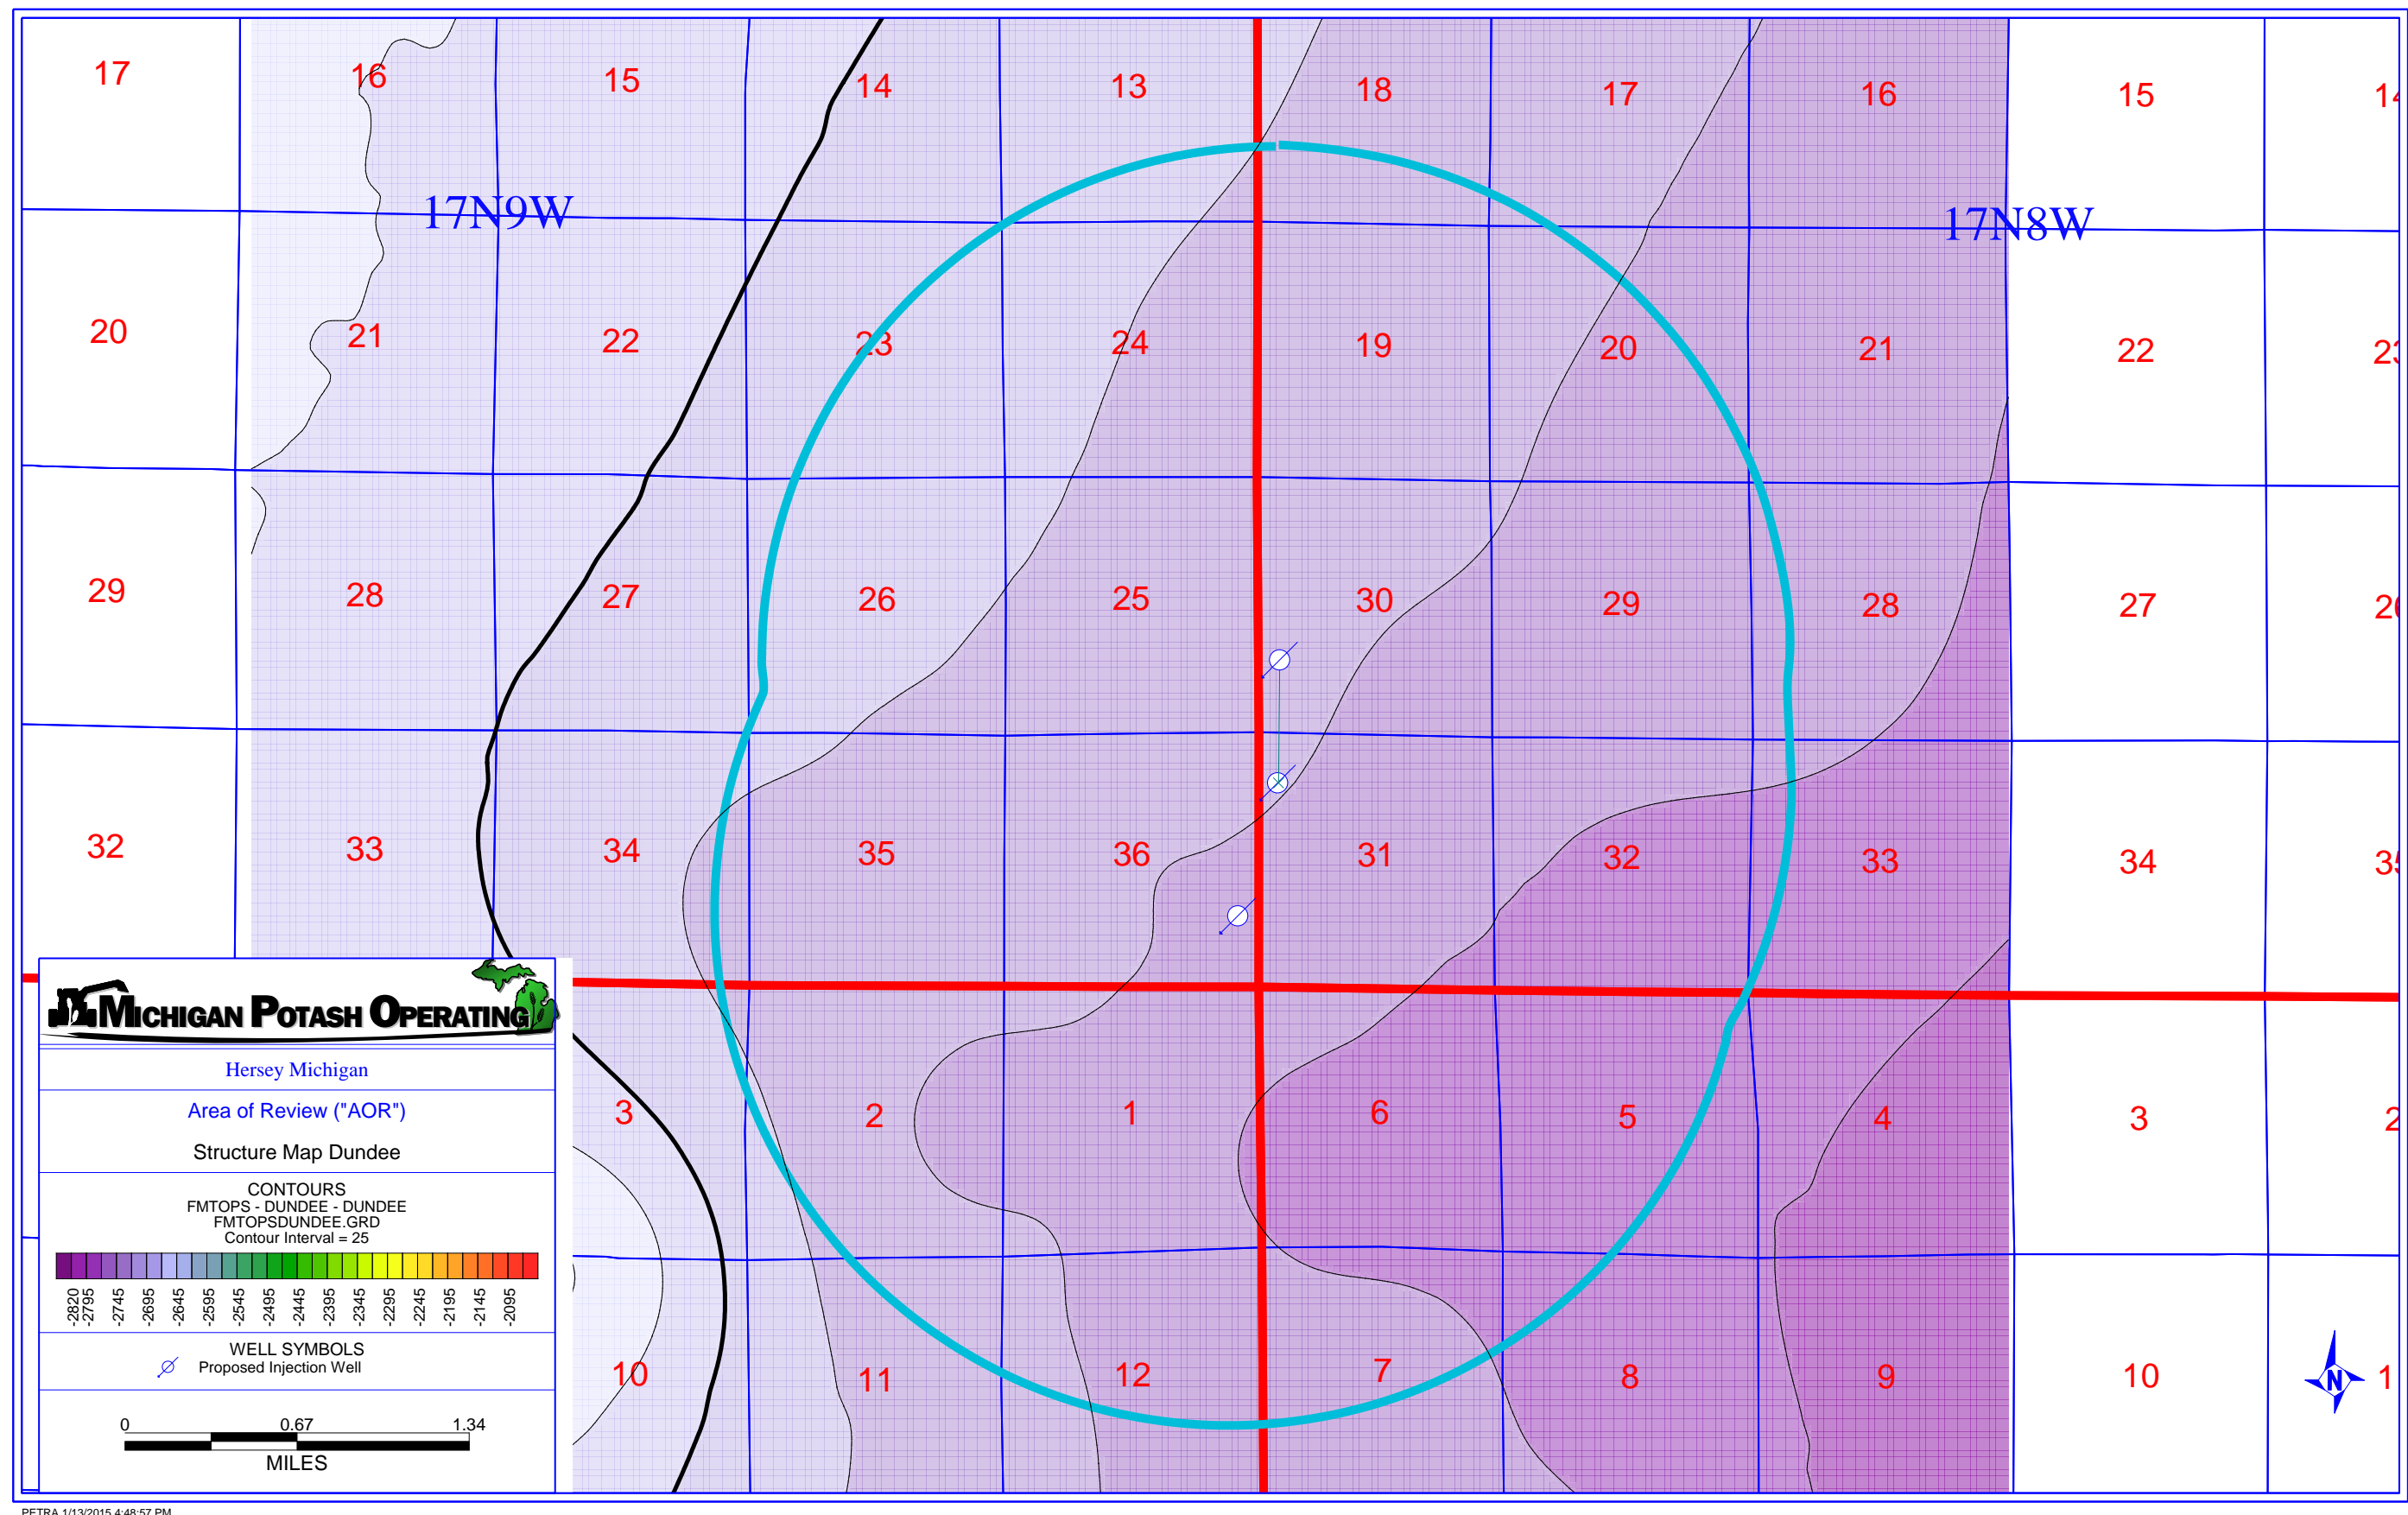 17 16 15 14 13 18 17 16 15 14
17N9W 17N8W
20 21 22 23 24 19 20 21 22 23
29 28 27 26 25 30 29 28 27 26
32 33 34 35 36 31 32 33 34 35
3 2 1 6 5 4 3 2
10 11 12 7 8 9 10 1
MICHIGAN POTASH OPERATING
Hersey Michigan
Area of Review ("AOR")
Structure Map Dundee
CONTOURS
FMTOPS - DUNDEE - DUNDEE
FMTOPSDUNDEE.GRD
Contour Interval = 25
-2820 -2795 -2745 -2695 -2645 -2595 -2545 -2495 -2445 -2395 -2345 -2295 -2245 -2195 -2145 -2095
WELL SYMBOLS
Proposed Injection Well
0 0.67 1.34
MILES
N
PETRA 1/13/2015 4:48:57 PM